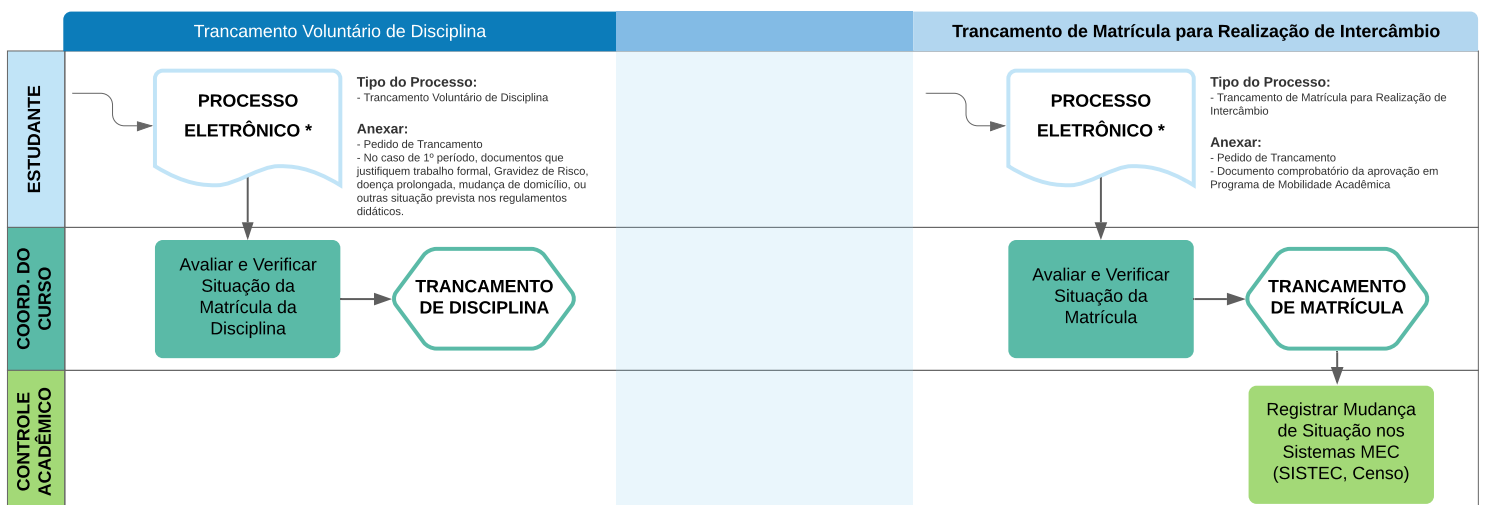 Trancamento Voluntário de Disciplina
Trancamento de Matrícula para Realização de Intercâmbio
ESTUDANTE
PROCESSO
ELETRÔNICO *
Tipo do Processo:
- Trancamento Voluntário de Disciplina
Anexar:
- Pedido de Trancamento
- No caso de 1º período, documentos que
justifiquem trabalho formal, Gravidez de Risco,
doença prolongada, mudança de domicílio, ou
outras situação prevista nos regulamentos
didáticos.
PROCESSO
ELETRÔNICO *
Tipo do Processo:
- Trancamento de Matrícula para Realização de
Intercâmbio
Anexar:
- Pedido de Trancamento
- Documento comprobatório da aprovação em
Programa de Mobilidade Acadêmica
COORD. DO
CURSO
Avaliar e Verificar
Situação da
Matrícula da
Disciplina
TRANCAMENTO
DE DISCIPLINA
Avaliar e Verificar
Situação da
Matrícula
TRANCAMENTO
DE MATRÍCULA
CONTROLE
ACADÊMICO
Registrar Mudança
de Situação nos
Sistemas MEC
(SISTEC, Censo)